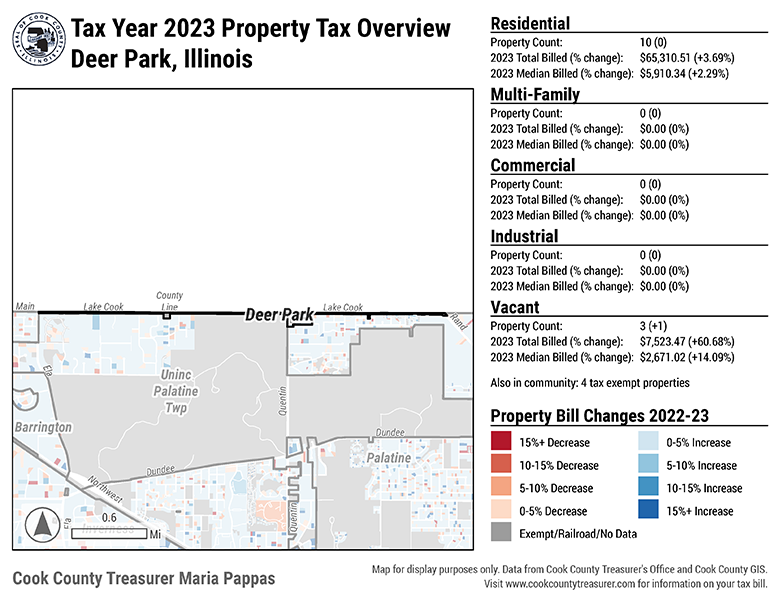 SEAL OF COOK COUNTY
ILLINOIS
Tax Year 2023 Property Tax Overview
Deer Park, Illinois
Main
Lake Cook
County
Line
Deer Park
Lake Cook
Rand
Ela
Uninc
Palatine
Twp
Quentin
Barrington
Dundee
Dundee
Palatine
Northwest
Quentin
Ela
Inverness
0.6
Mi
Residential
Property Count: 10 (0)
2023 Total Billed (% change): $65,310.51 (+3.69%)
2023 Median Billed (% change): $5,910.34 (+2.29%)
Multi-Family
Property Count: 0 (0)
2023 Total Billed (% change): $0.00 (0%)
2023 Median Billed (% change): $0.00 (0%)
Commercial
Property Count: 0 (0)
2023 Total Billed (% change): $0.00 (0%)
2023 Median Billed (% change): $0.00 (0%)
Industrial
Property Count: 0 (0)
2023 Total Billed (% change): $0.00 (0%)
2023 Median Billed (% change): $0.00 (0%)
Vacant
Property Count: 3 (+1)
2023 Total Billed (% change): $7,523.47 (+60.68%)
2023 Median Billed (% change): $2,671.02 (+14.09%)
Also in community: 4 tax exempt properties
Property Bill Changes 2022-23
15%+ Decrease
10-15% Decrease
5-10% Decrease
0-5% Decrease
0-5% Increase
5-10% Increase
10-15% Increase
15%+ Increase
Exempt/Railroad/No Data
Cook County Treasurer Maria Pappas
Map for display purposes only. Data from Cook County Treasurer's Office and Cook County GIS.
Visit www.cookcountytreasurer.com for information on your tax bill.